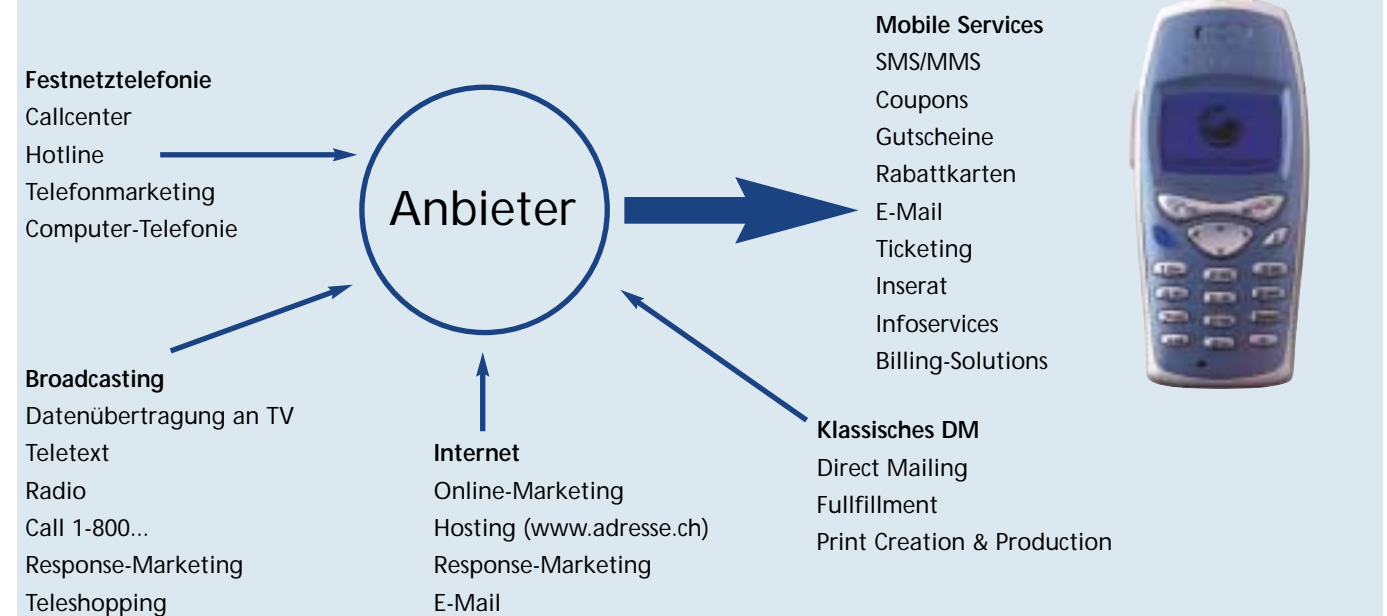 Festnetztelefonie
Callcenter
Hotline
Telefonmarketing
Computer-Telefonie
Anbieter
Mobile Services
SMS/MMS
Coupons
Gutscheine
Rabattkarten
E-Mail
Ticketing
Inserat
Infoservices
Billing-Solutions
Broadcasting
Datenübertragung an TV
Teletext
Radio
Call 1-800...
Response-Marketing
Teleshopping
Internet
Online-Marketing
Hosting (www.adresse.ch)
Response-Marketing
E-Mail
Klassisches DM
Direct Mailing
Fullfillment
Print Creation & Production